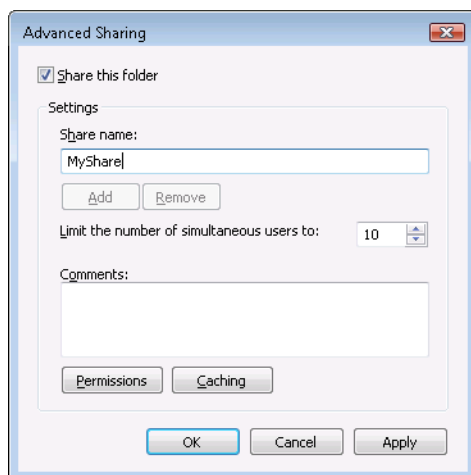 Advanced Sharing
Share this folder
Settings
Share name:
MyShare
Add Remove
Limit the number of simultaneous users to: 10
Comments:
Permissions Caching
OK Cancel Apply